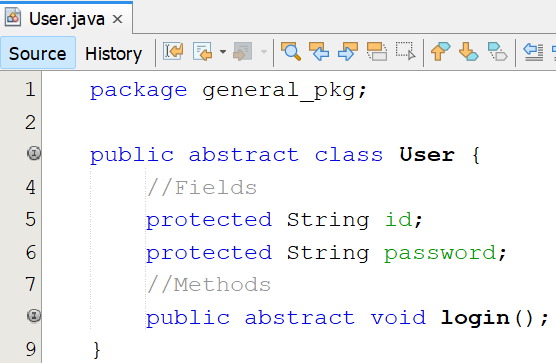 User.java ×
Source History
1 package general_pkg;
2
public abstract class User {
4 //Fields
5 protected String id;
6 protected String password;
7 //Methods
public abstract void login();
9 }